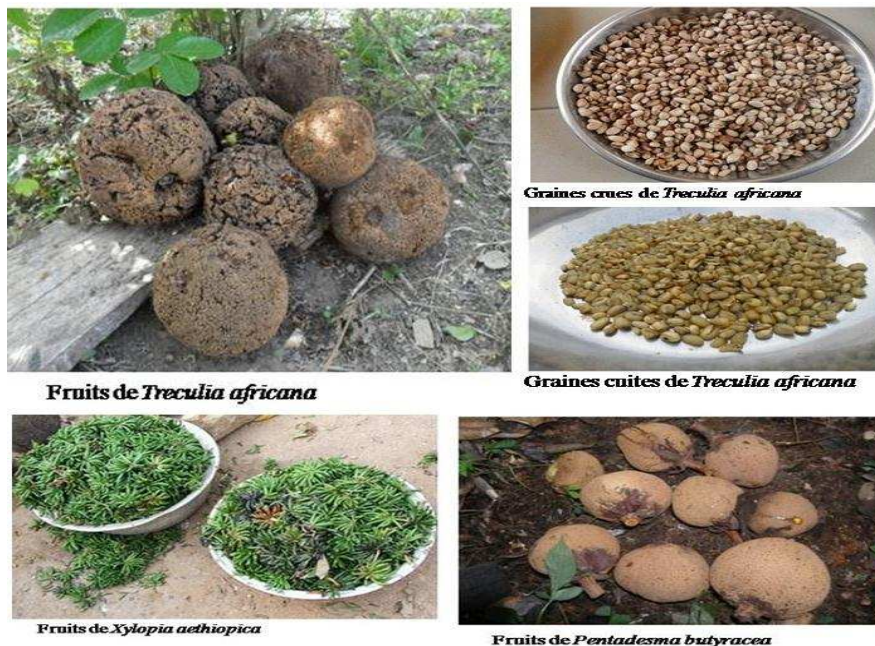 Graines crues de Treculia africana
Fruits de Treculia africana
Graines cuites de Treculia africana
Fruits de Xylopia aethiopica
Fruits de Pentadesma butyracea